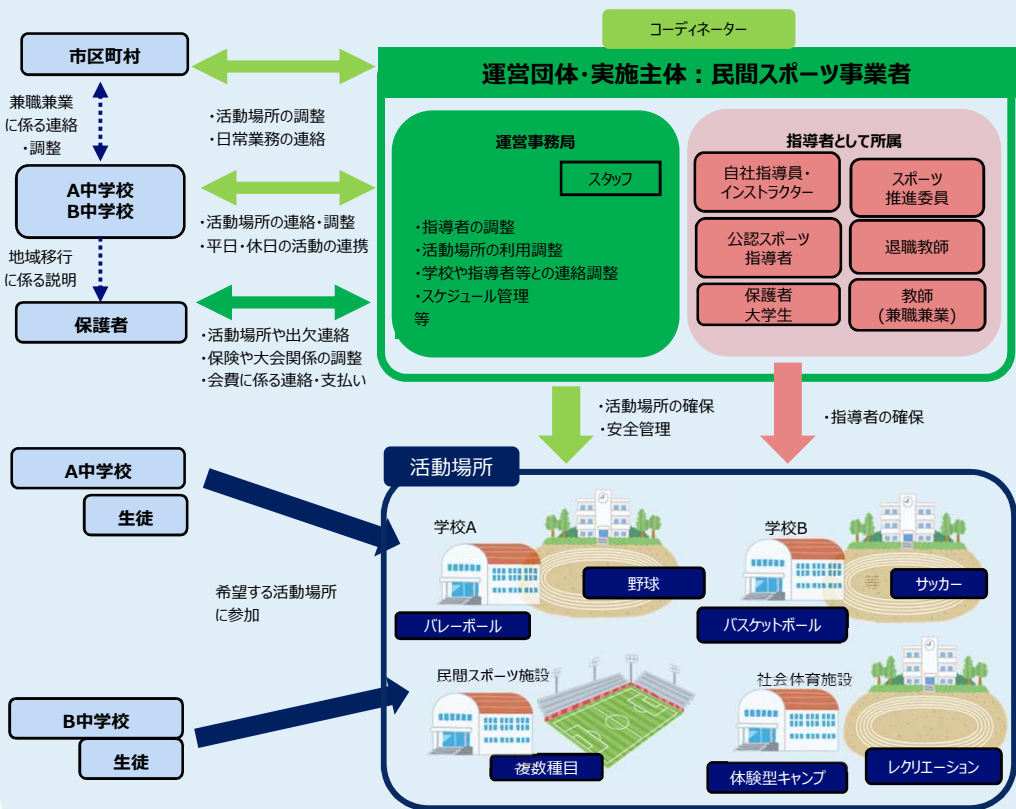 コーディネーター
運営団体・実施主体：民間スポーツ事業者
市区町村
・活動場所の調整
・日常業務の連絡
兼職兼業
に係る連絡
・調整
A中学校
B中学校
・活動場所の連絡・調整
・平日・休日の活動の連携
地域移行
に係る説明
保護者
・活動場所や出欠連絡
・保険や大会関係の調整
・会費に係る連絡・支払い
運営事務局
スタッフ
・指導者の調整
・活動場所の利用調整
・学校や指導者等との連絡調整
・スケジュール管理
等
指導者として所属
自社指導員・
インストラクター
スポーツ
推進委員
公認スポーツ
指導者
退職教師
保護者
大学生
教師
(兼職兼業)
・活動場所の確保
・安全管理
・指導者の確保
A中学校
生徒
希望する活動場所
に参加
B中学校
生徒
活動場所
学校A
野球
バレーボール
学校B
等
サッカー
バスケットボール
民間スポーツ施設
複数種目
社会体育施設
体験型キャンプ
レクリエーション